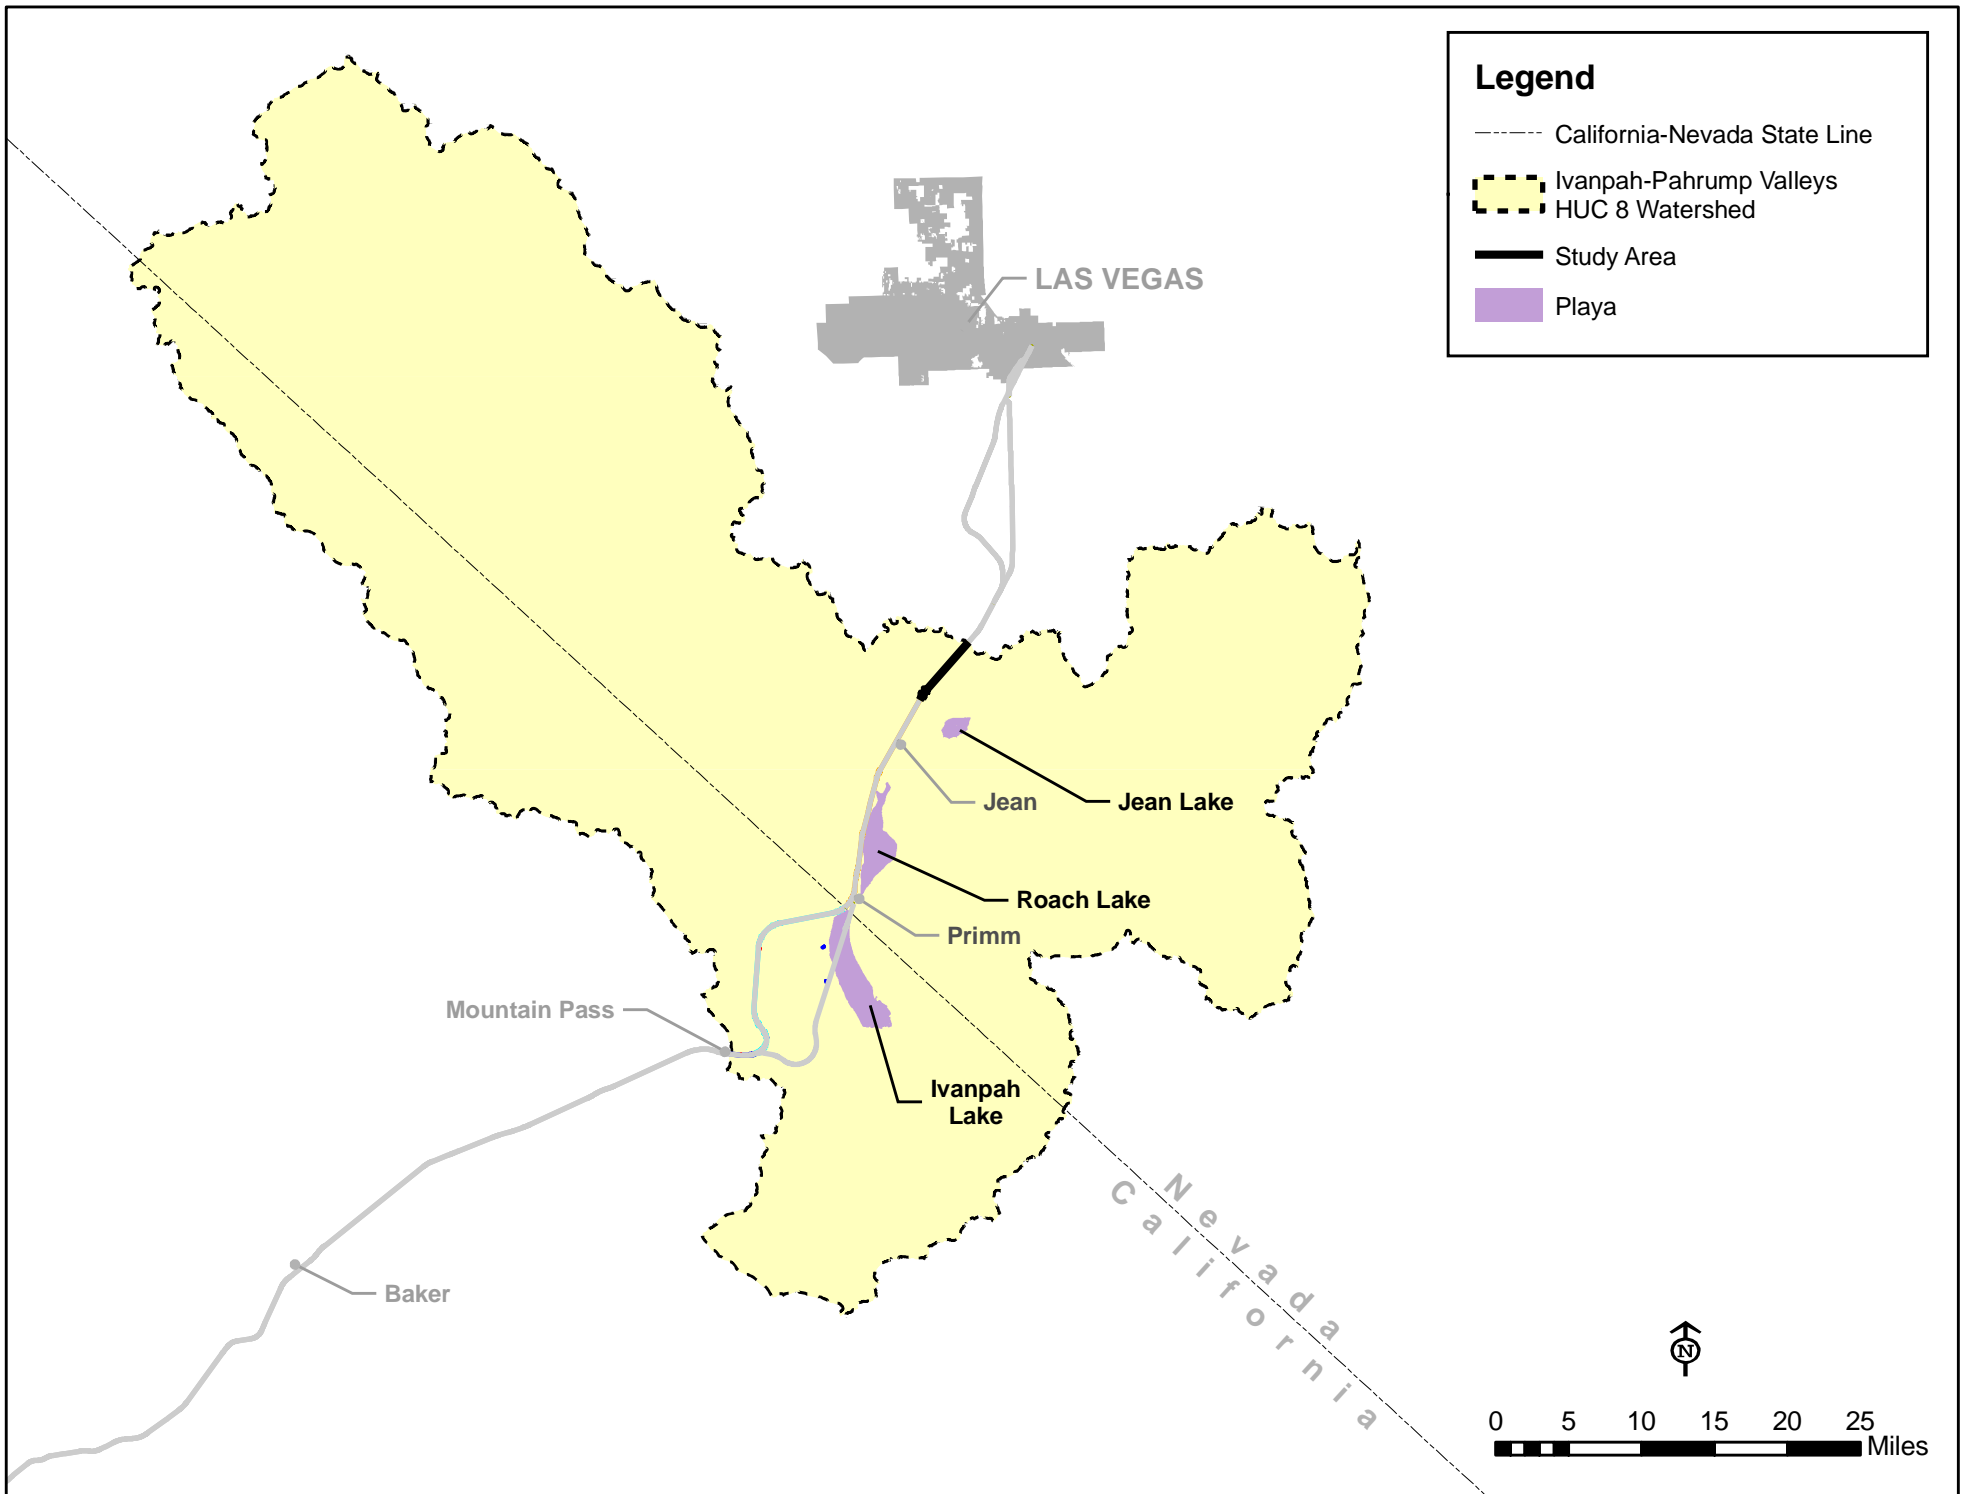 Legend
California-Nevada State Line
Ivanpah-Pahrump Valleys
HUC 8 Watershed
Study Area
Playa
LAS VEGAS
Jean
Jean Lake
Roach Lake
Primm
Mountain Pass
Ivanpah
Lake
Nevada
California
Baker
N
0 5 10 15 20 25
Miles